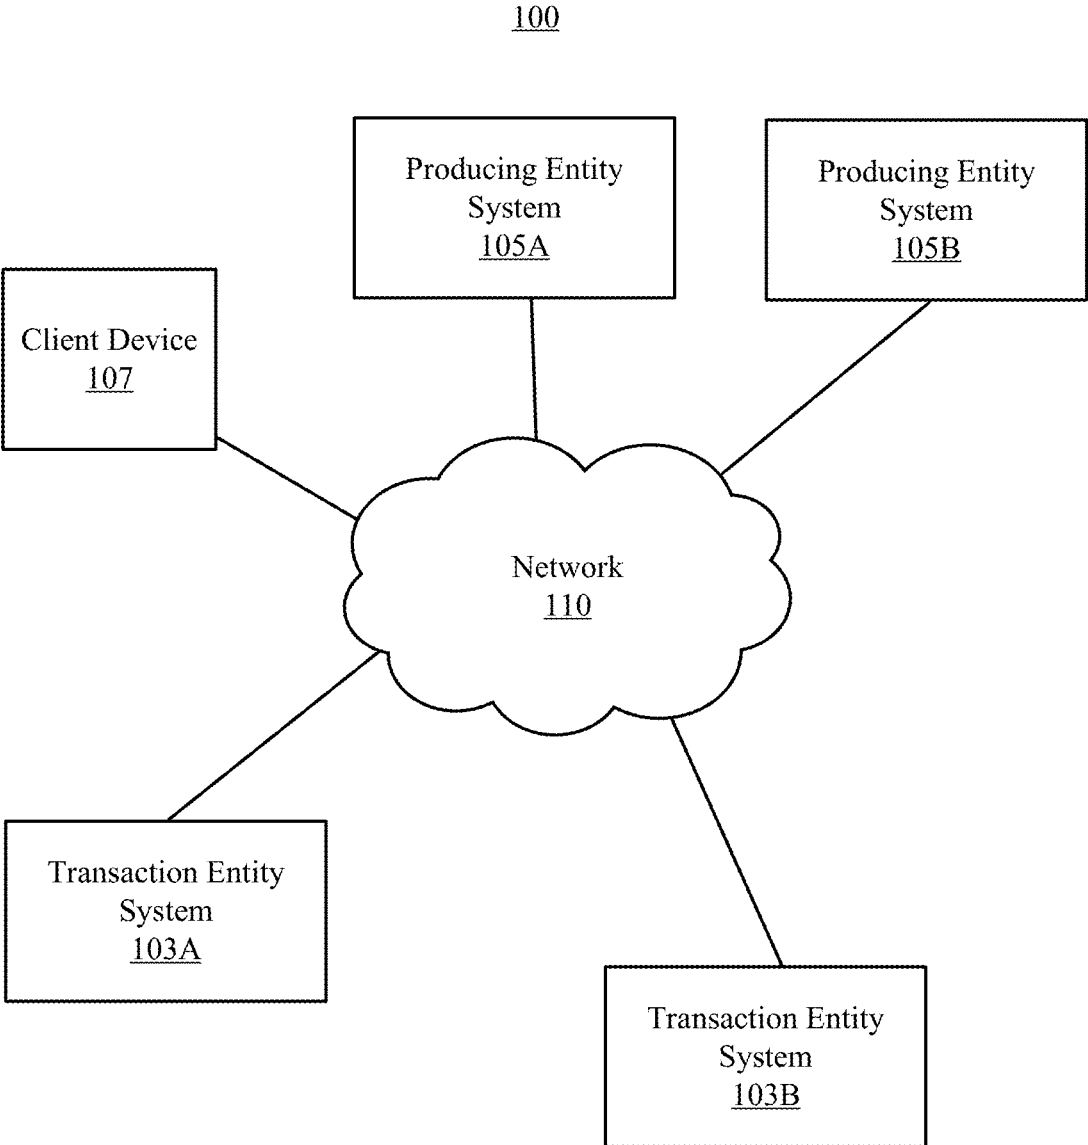 100
Producing Entity
System
105A
Producing Entity
System
105B
Client Device
107
Network
110
Transaction Entity
System
103A
Transaction Entity
System
103B